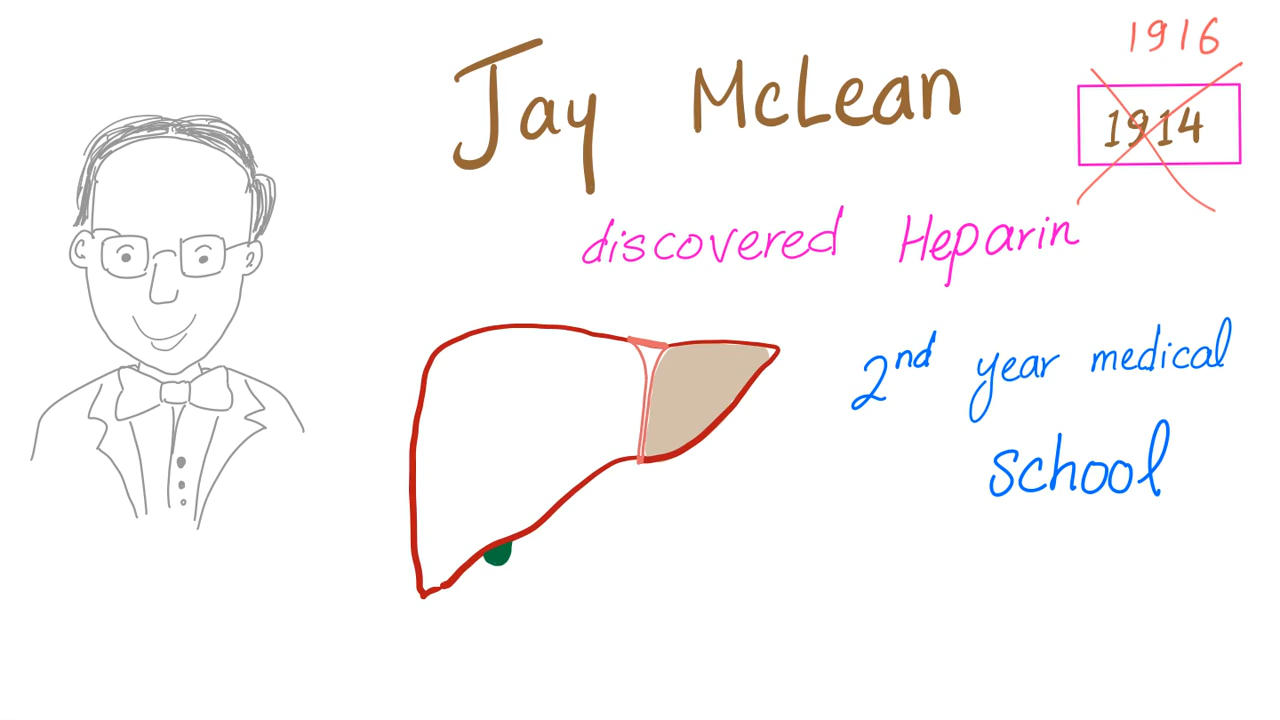 Jay McLean
1916
1914
discovered Heparin
2nd year medical
school